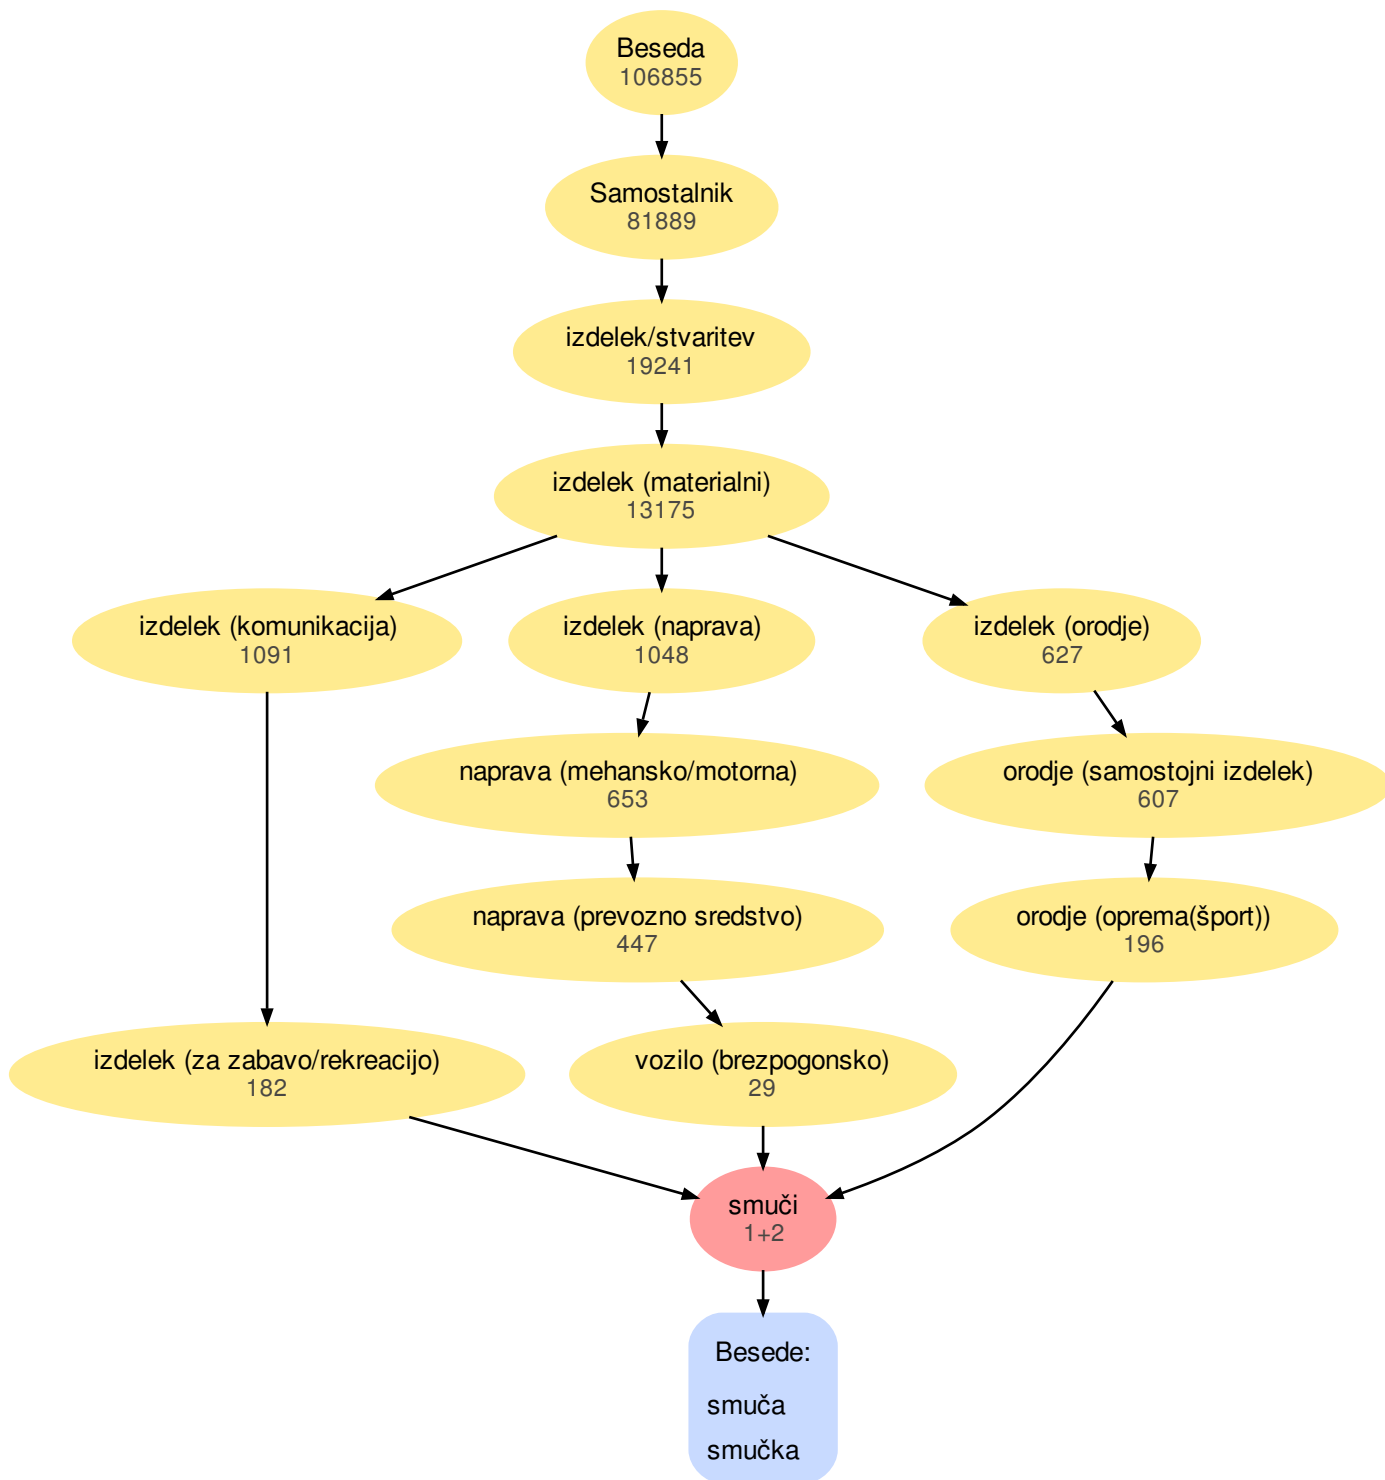 Beseda
106855
Samostalnik
81889
izdelek/stvaritev
19241
izdelek (materialni)
13175
izdelek (komunikacija)
1091
izdelek (naprava)
1048
izdelek (orodje)
627
naprava (mehansko/motorna)
653
orodje (samostojni izdelek)
607
naprava (prevozno sredstvo)
447
orodje (oprema(šport))
196
izdelek (za zabavo/rekreacijo)
182
vozilo (brezpogonsko)
29
smuči
1+2
Besede:
smuča
smučka